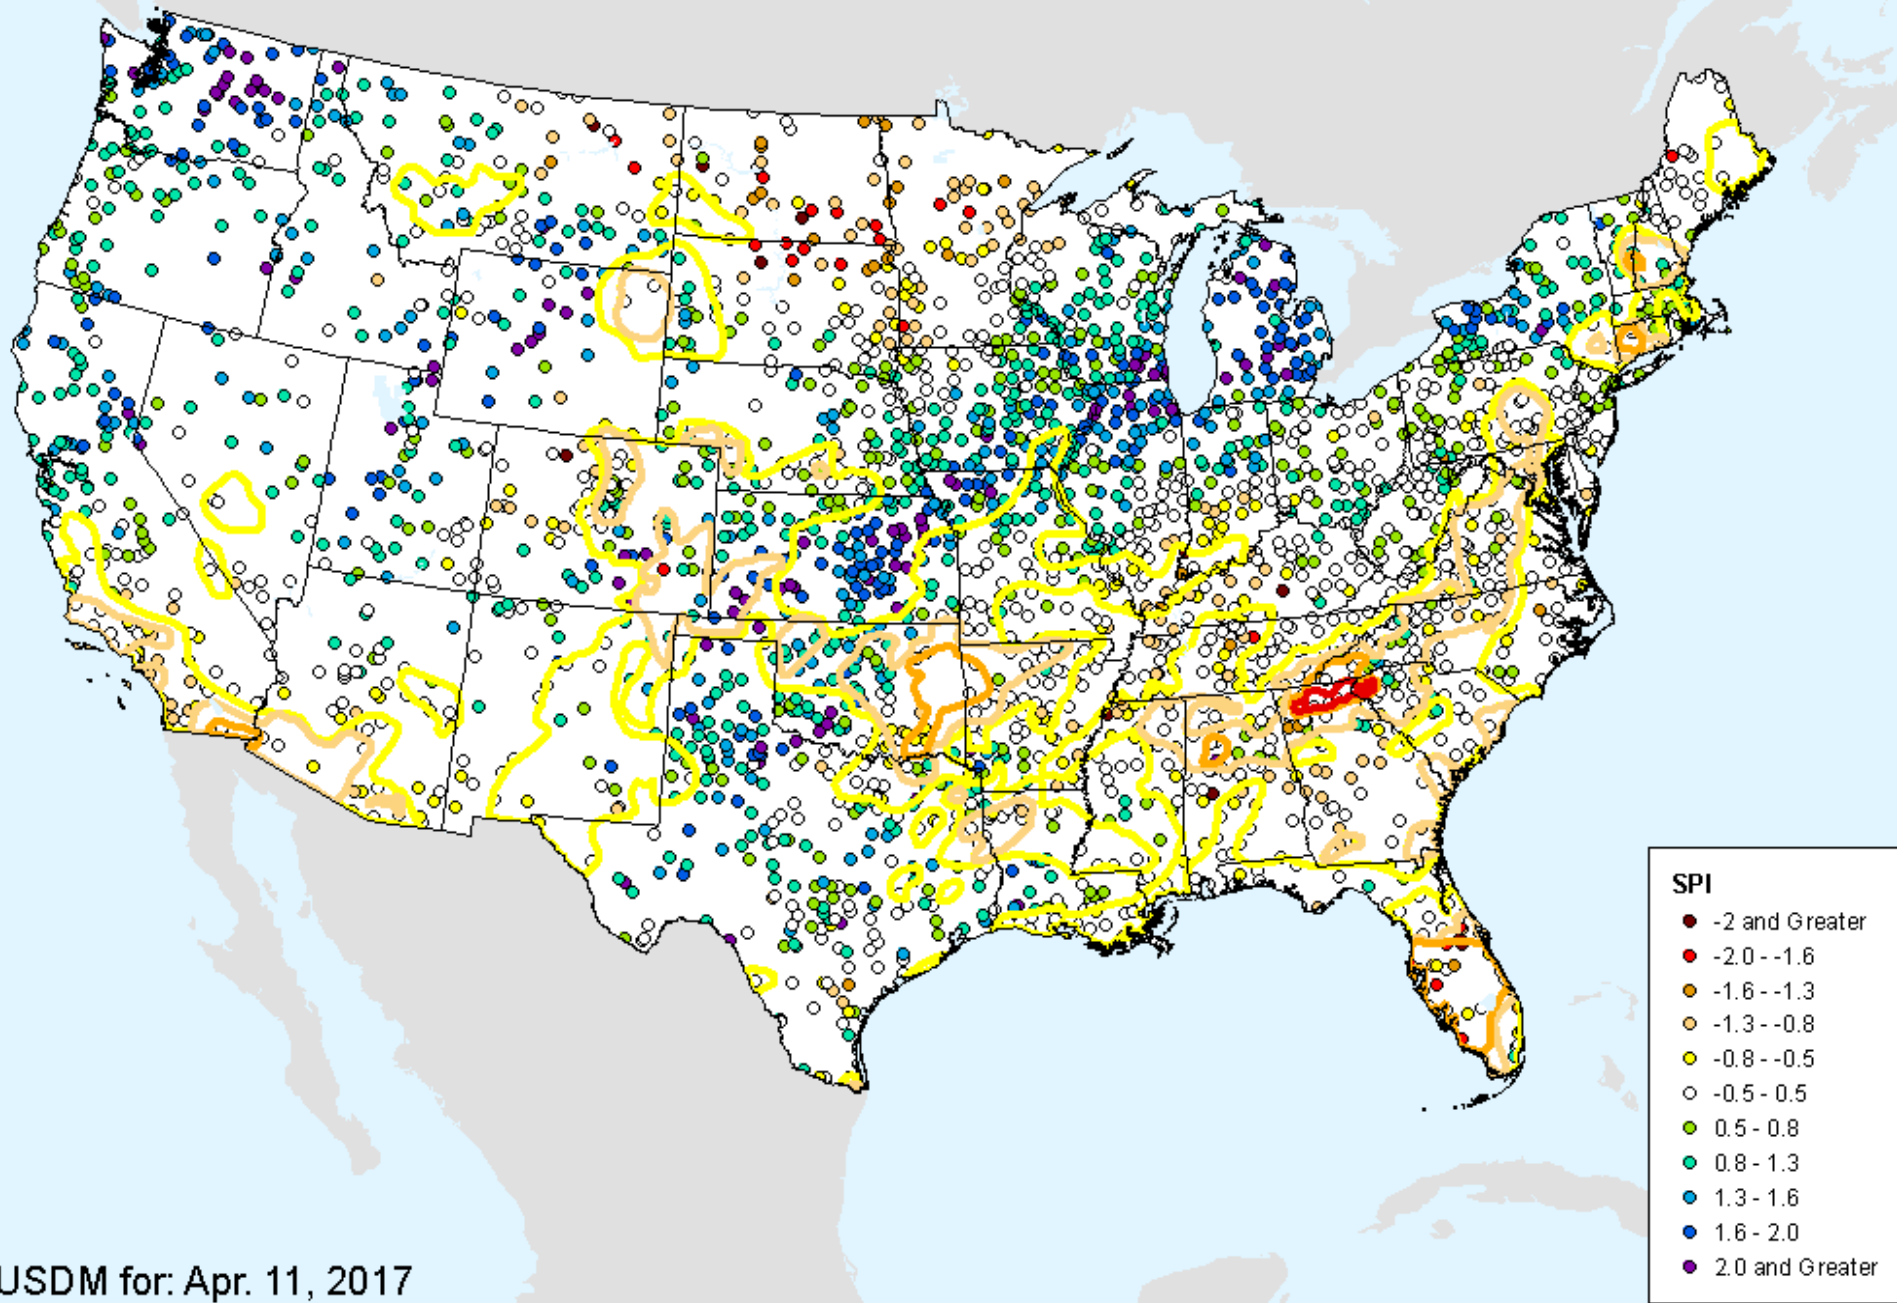 SPI
-2 and Greater
-2.0 - -1.6
-1.6 - -1.3
-1.3 - -0.8
-0.8 - -0.5
-0.5 - 0.5
0.5 - 0.8
0.8 - 1.3
1.3 - 1.6
1.6 - 2.0
2.0 and Greater
USDM for: Apr. 11, 2017